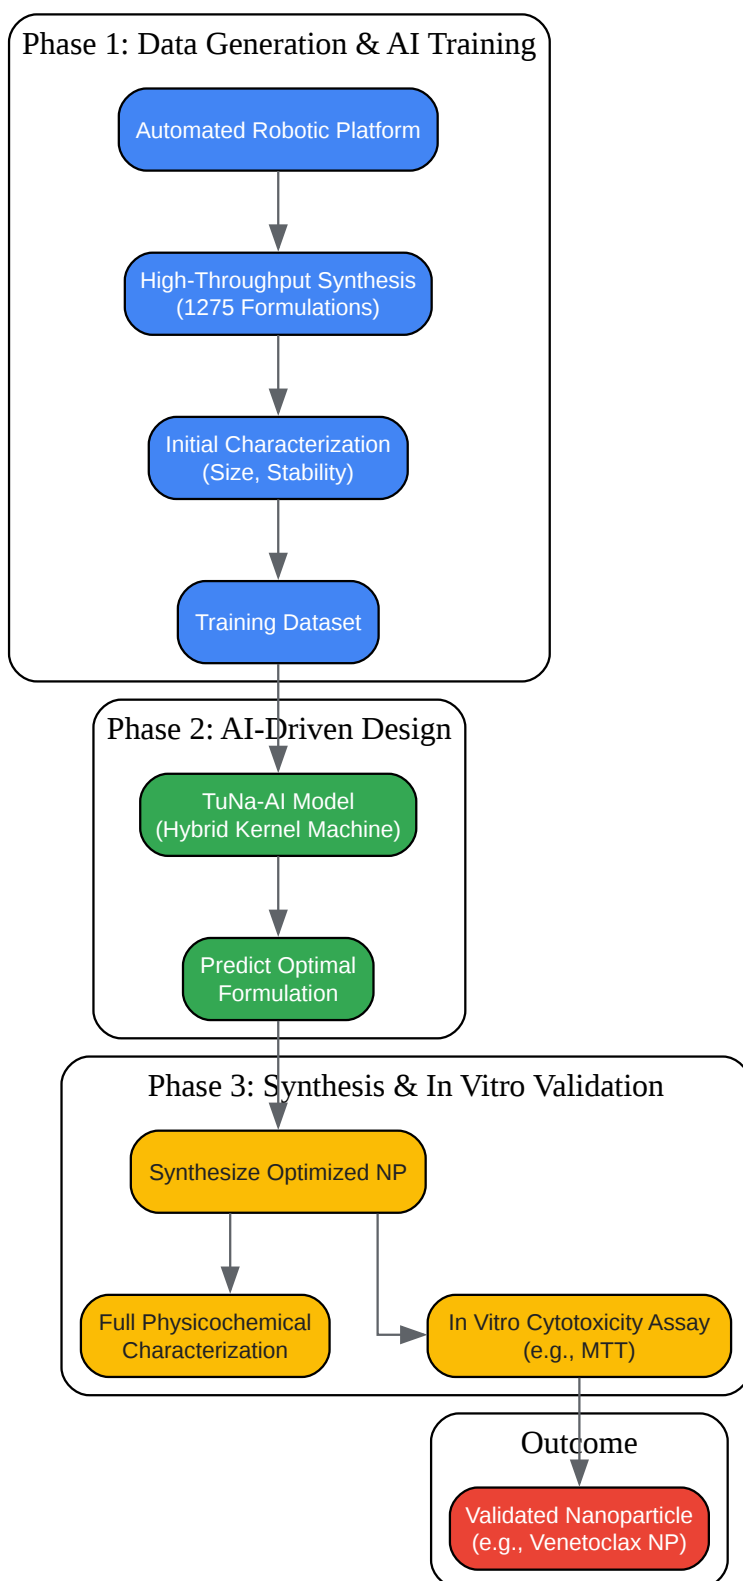 Phase 1: Data Generation & AI Training
Automated Robotic Platform
High-Throughput Synthesis
(1275 Formulations)
Initial Characterization
(Size, Stability)
Training Dataset
Phase 2: AI-Driven Design
TuNa-AI Model
(Hybrid Kernel Machine)
Predict Optimal
Formulation
Phase 3: Synthesis & In Vitro Validation
Synthesize Optimized NP
Full Physicochemical
Characterization
In Vitro Cytotoxicity Assay
(e.g., MTT)
Outcome
Validated Nanoparticle
(e.g., Venetoclax NP)